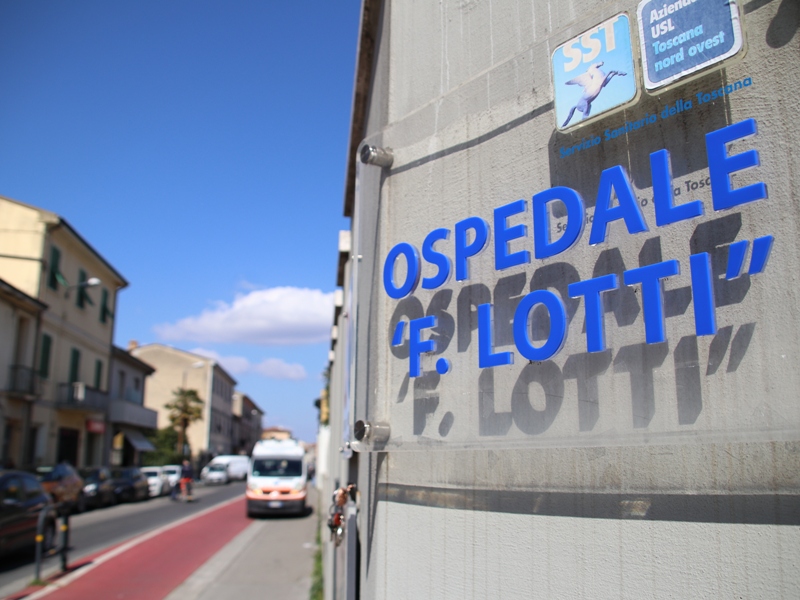 SST
Azienda
USL
Toscana
nord ovest
Servizio Sanitario della Toscana
OSPEDALE
"F. LOTTI"